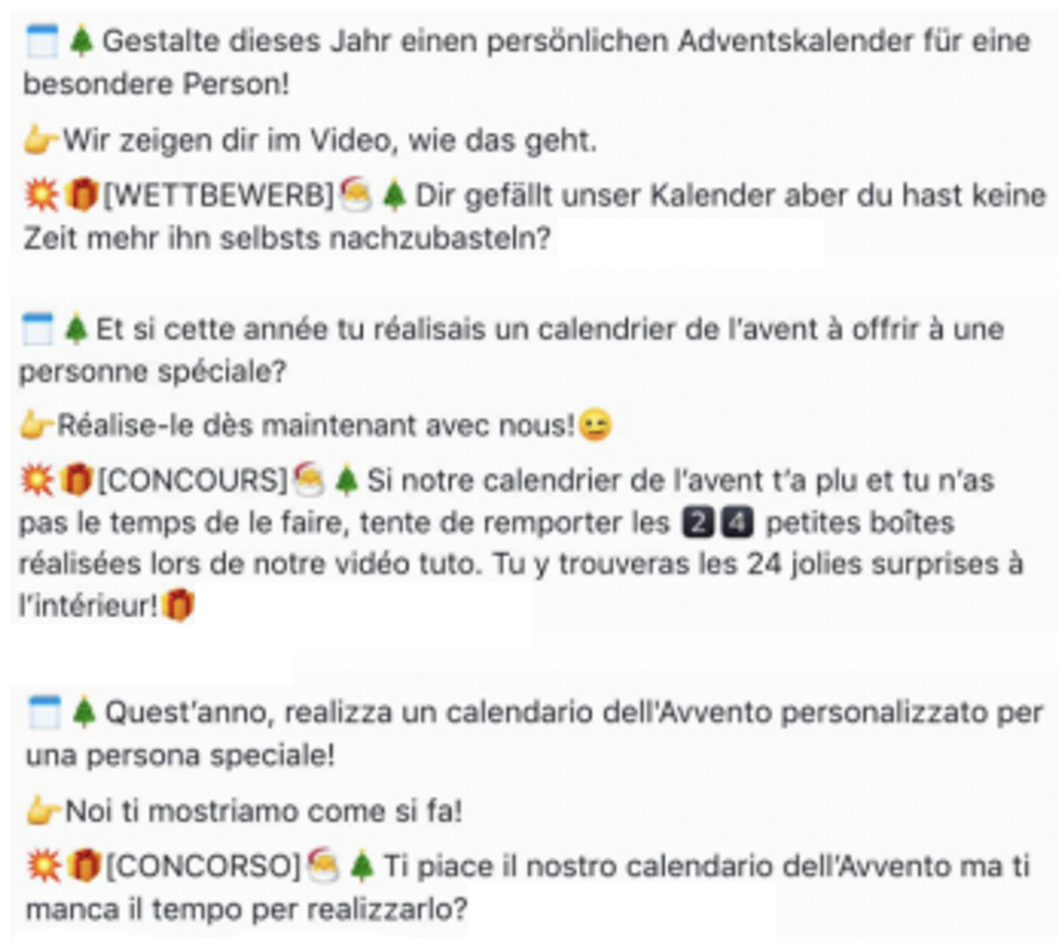 🗓️🎄Gestalte dieses Jahr einen persönlichen Adventskalender für eine
besondere Person!
👉Wir zeigen dir im Video, wie das geht.
💥🎁[WETTBEWERB]🎅🎄Dir gefällt unser Kalender aber du hast keine
Zeit mehr ihn selbsts nachzubasteln?
🗓️🎄Et si cette année tu réalisais un calendrier de l'avent à offrir à une
personne spéciale?
👉Réalise-le dès maintenant avec nous!😉
💥🎁[CONCOURS]🎅🎄Si notre calendrier de l'avent t'a plu et tu n'as
pas le temps de le faire, tente de remporter les 2️⃣4️⃣ petites boîtes
réalisées lors de notre vidéo tuto. Tu y trouveras les 24 jolies surprises à
l'intérieur!🎁
🗓️🎄Quest'anno, realizza un calendario dell'Avvento personalizzato per
una persona speciale!
👉Noi ti mostriamo come si fa!
💥🎁[CONCORSO]🎅🎄Ti piace il nostro calendario dell'Avvento ma ti
manca il tempo per realizzarlo?